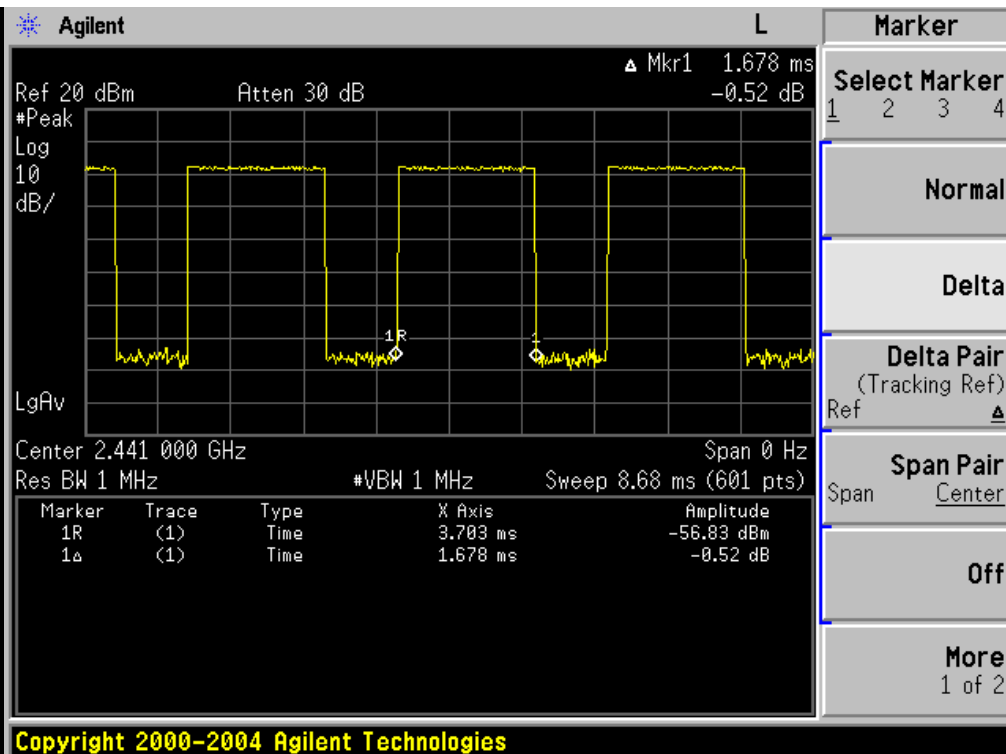 Agilent L
Δ Mkr1 1.678 ms
Ref 20 dBm Atten 30 dB -0.52 dB
#Peak
Log
10
dB/
1R 1
LgAv
Center 2.441 000 GHz Span 0 Hz
Res BW 1 MHz #VBW 1 MHz Sweep 8.68 ms (601 pts)
Marker Trace Type X Axis Amplitude
1R (1) Time 3.703 ms -56.83 dBm
1Δ (1) Time 1.678 ms -0.52 dB
Marker
Select Marker
1 2 3 4
Normal
Delta
Delta Pair
(Tracking Ref)
Ref Δ
Span Pair
Span Center
Off
More
1 of 2
Copyright 2000-2004 Agilent Technologies